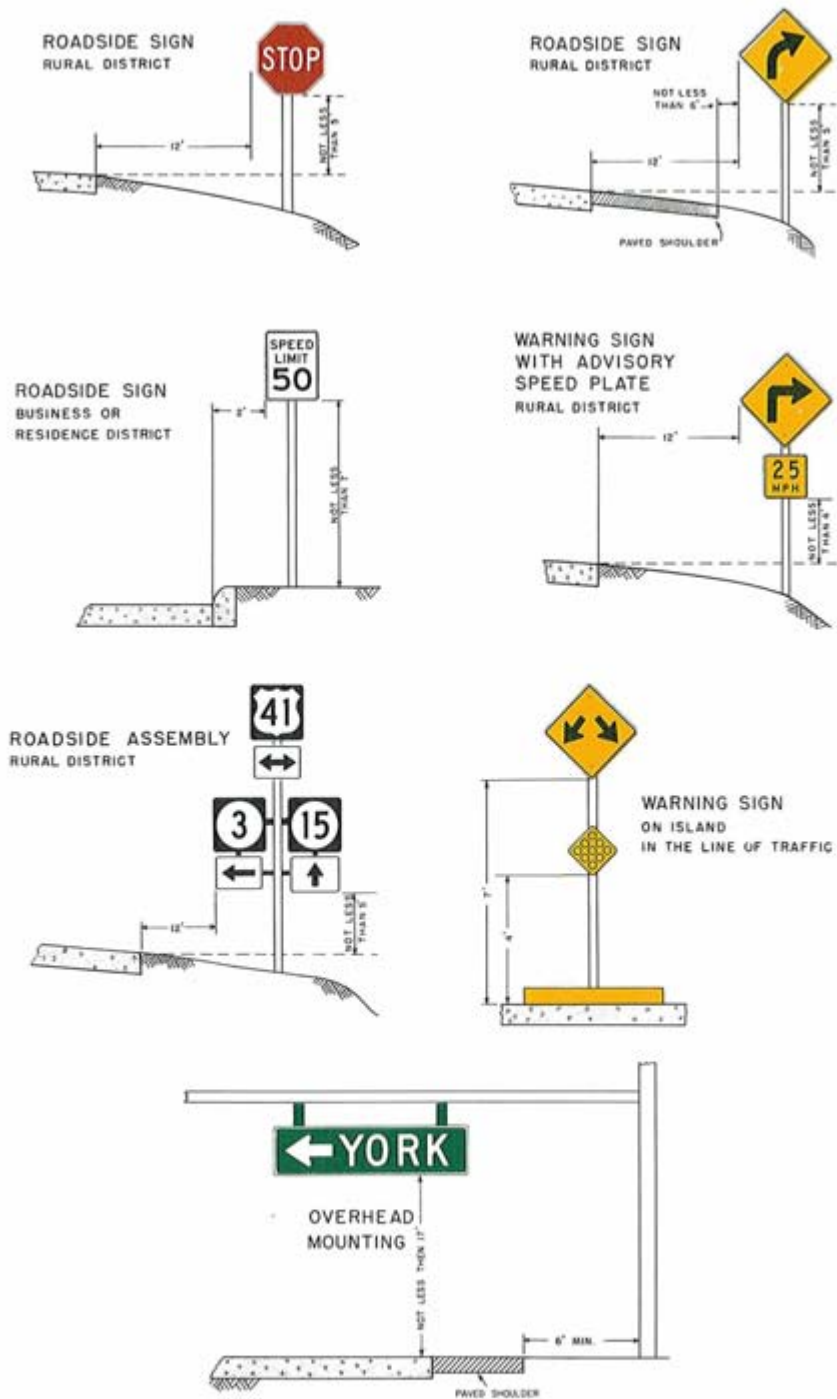 ROADSIDE SIGN
RURAL DISTRICT
STOP
12'
NOT LESS
THAN 5'
ROADSIDE SIGN
RURAL DISTRICT
NOT LESS
THAN 6'
12'
NOT LESS
THAN 5'
PAVED SHOULDER
ROADSIDE SIGN
BUSINESS OR
RESIDENCE DISTRICT
SPEED
LIMIT
50
2'
NOT LESS
THAN 7'
WARNING SIGN
WITH ADVISORY
SPEED PLATE
RURAL DISTRICT
12'
25
MPH
NOT LESS
THAN 4'
ROADSIDE ASSEMBLY
RURAL DISTRICT
41
3
15
12'
NOT LESS
THAN 5'
WARNING SIGN
ON ISLAND
IN THE LINE OF TRAFFIC
7'
4'
YORK
OVERHEAD
MOUNTING
NOT LESS THEN 17'
6' MIN.
PAVED SHOULDER